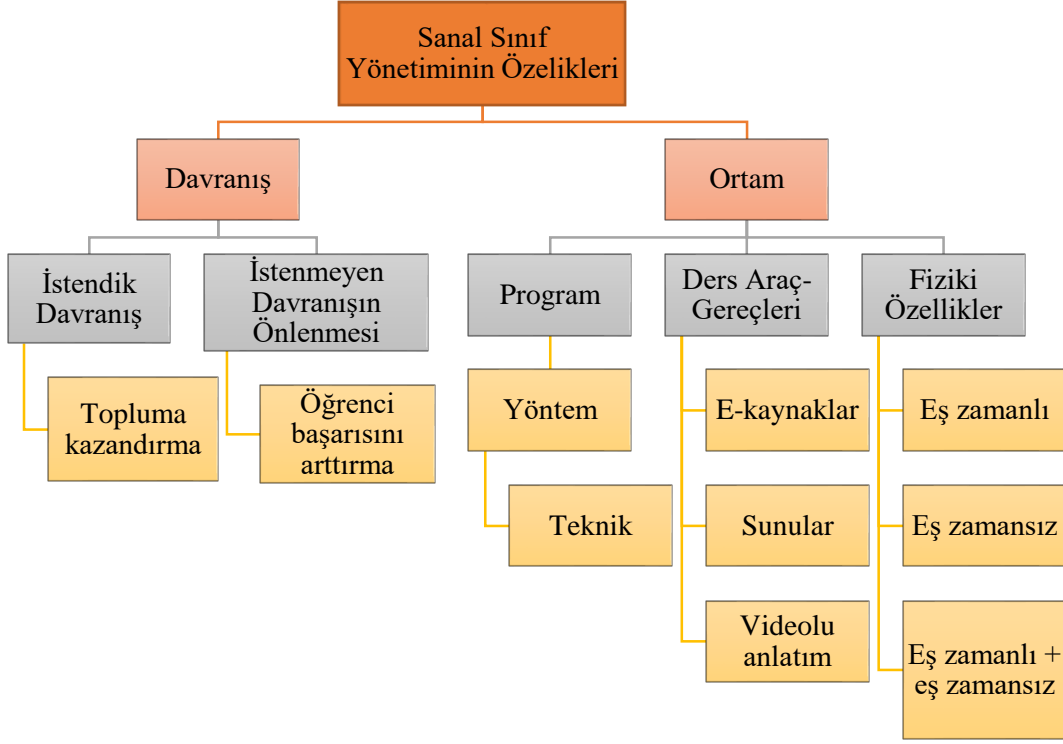 Sanal Sınıf
Yönetiminin Özelikleri
Davranış
Ortam
İstendik
Davranış
İstenmeyen
Davranışın
Önlenmesi
Program
Ders Araç-
Gereçleri
Fiziki
Özellikler
Topluma
kazandırma
Öğrenci
başarısını
arttırma
Yöntem
Teknik
E-kaynaklar
Sunular
Videolu
anlatım
Eş zamanlı
Eş zamansız
Eş zamanlı +
eş zamansız